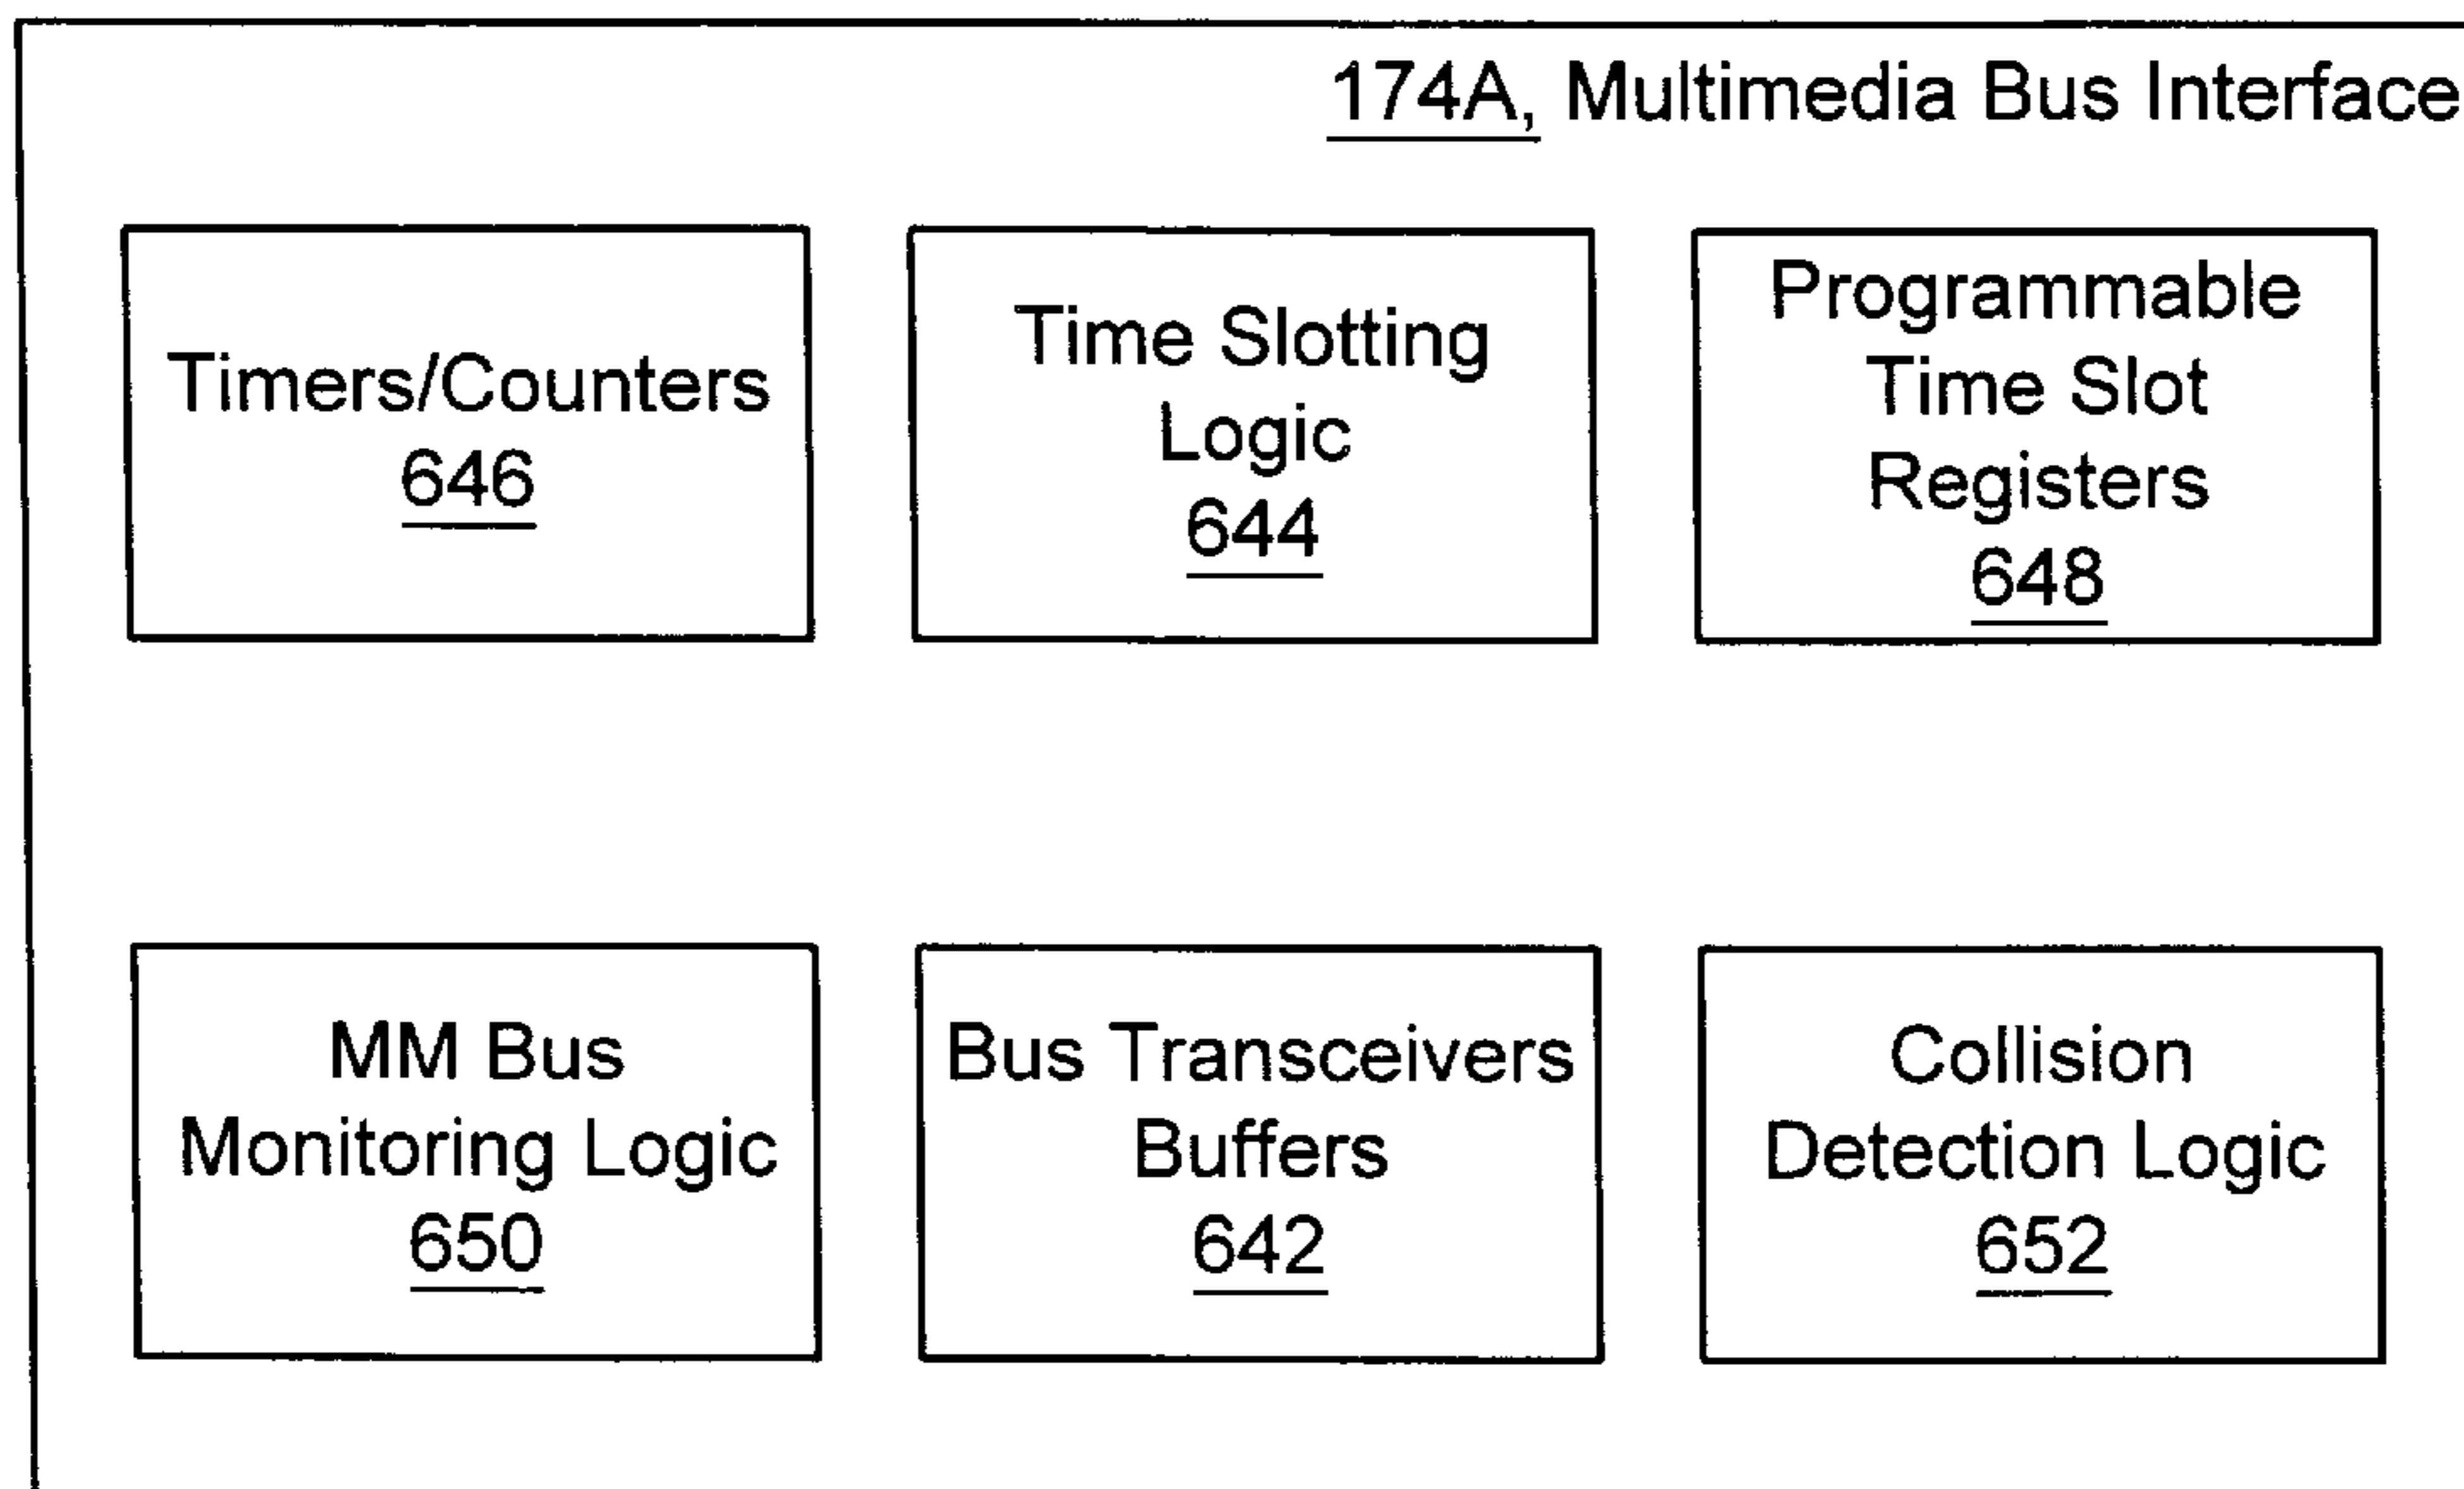 174A, Multimedia Bus Interface
Timers/Counters
646
Time Slotting
Logic
644
Programmable
Time Slot
Registers
648
MM Bus
Monitoring Logic
650
Bus Transceivers
Buffers
642
Collision
Detection Logic
652